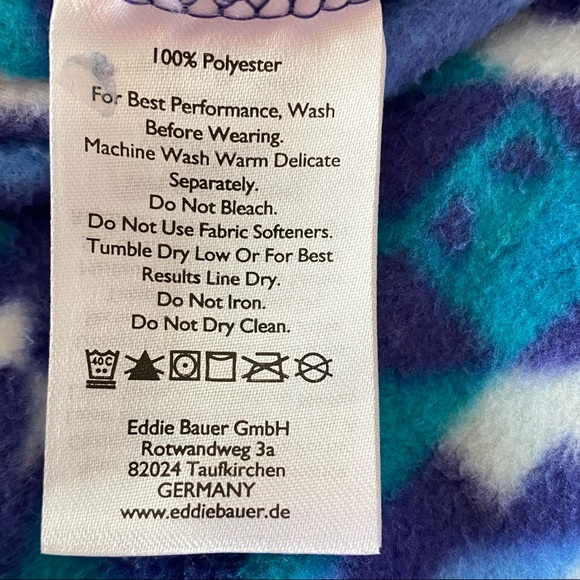 100% Polyester
For Best Performance, Wash
Before Wearing.
Machine Wash Warm Delicate
Separately.
Do Not Bleach.
Do Not Use Fabric Softeners.
Tumble Dry Low Or For Best
Results Line Dry.
Do Not Iron.
Do Not Dry Clean.
40C
Eddie Bauer GmbH
Rotwandweg 3a
82024 Taufkirchen
GERMANY
www.eddiebauer.de